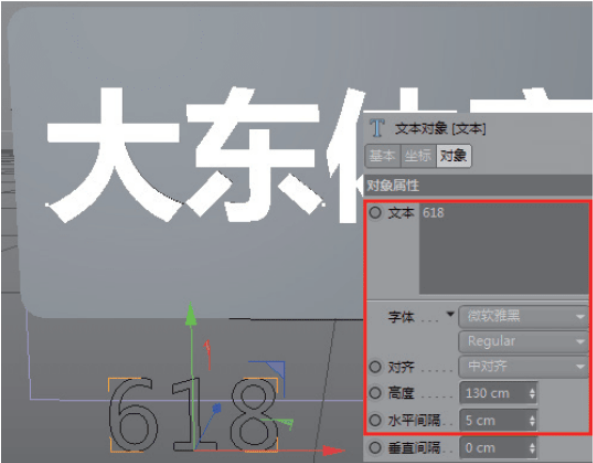 大东体
文本对象 [文本]
基本 坐标 对象
对象属性
文本 618
字体 .... 微软雅黑
Regular
对齐 ..... 中对齐
高度 ..... 130 cm
水平间隔.. 5 cm
垂直间隔.. 0 cm
618